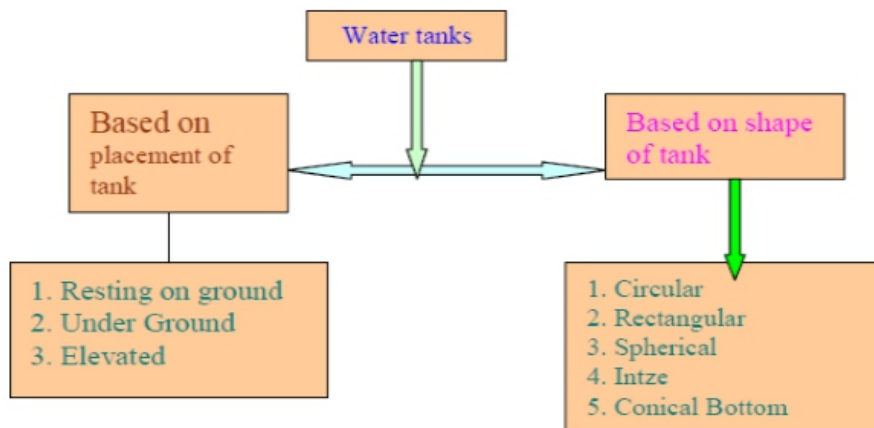 Water tanks
Based on
placement of
tank
Based on shape
of tank
1. Resting on ground
2. Under Ground
3. Elevated
1. Circular
2. Rectangular
3. Spherical
4. Intze
5. Conical Bottom